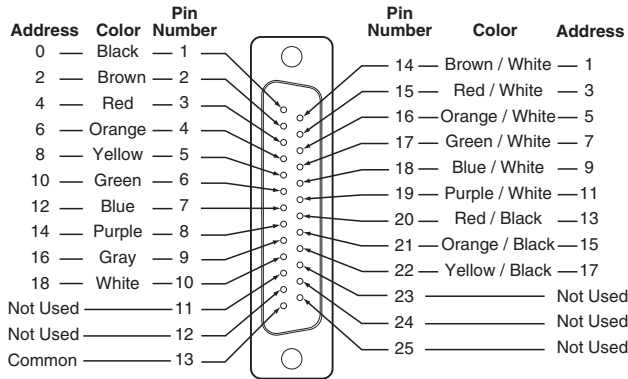 Address Color Pin Number
0 — Black — 1
2 — Brown — 2
4 — Red — 3
6 — Orange — 4
8 — Yellow — 5
10 — Green — 6
12 — Blue — 7
14 — Purple — 8
16 — Gray — 9
18 — White — 10
Not Used — 11
Not Used — 12
Common — 13
Pin Number Color Address
14 — Brown / White — 1
15 — Red / White — 3
16 — Orange / White — 5
17 — Green / White — 7
18 — Blue / White — 9
19 — Purple / White — 11
20 — Red / Black — 13
21 — Orange / Black — 15
22 — Yellow / Black — 17
23 — Not Used
24 — Not Used
25 — Not Used